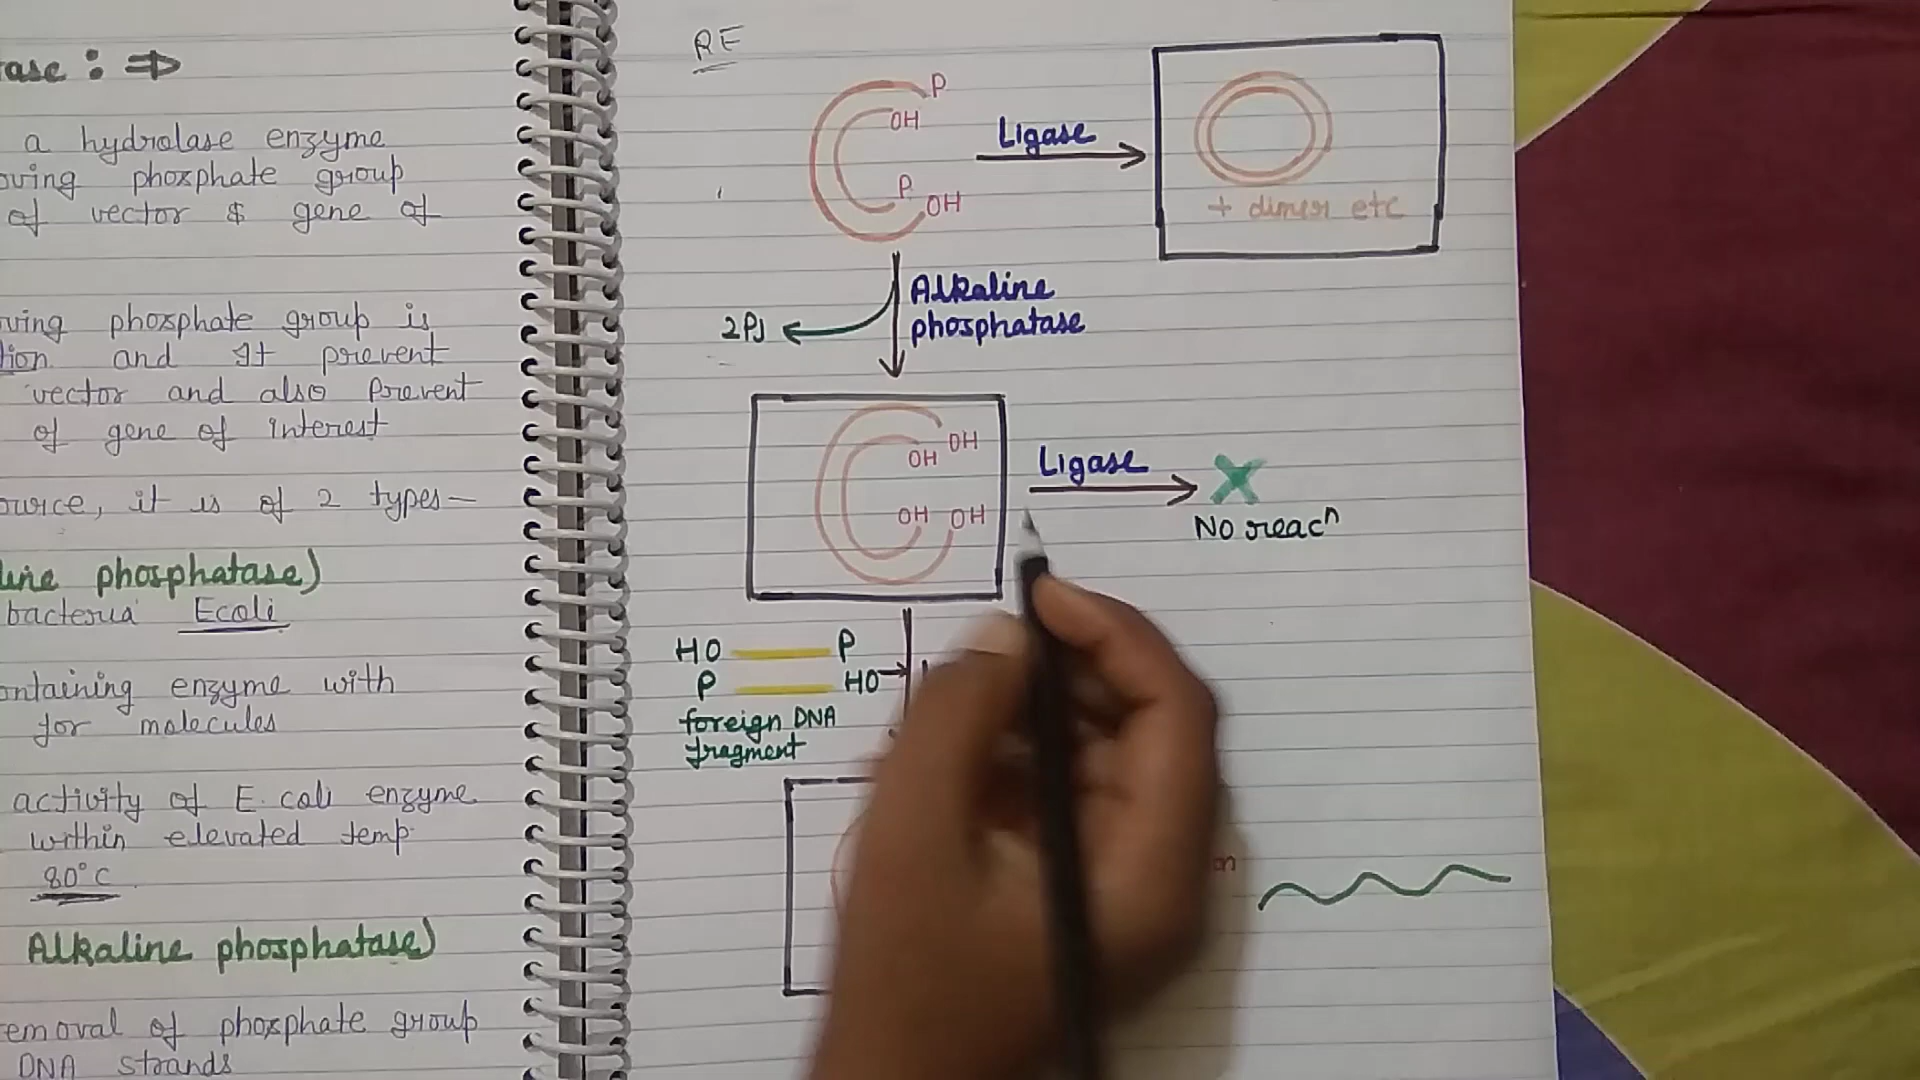 ase : ⇒
a hydrolase enzyme
oving phosphate group
of vector & gene of
oving phosphate group is
tion and It prevent
vector and also Prevent
of gene of interest
ource, it is of 2 types—
line phosphatase)
bacteria Ecoli
ontaining enzyme with
for molecules
activity of E. coli enzyme
within elevated temp.
80°C
Alkaline phosphatase)
emoval of phosphate group
DNA strands
RE
P
OH
P
OH
Ligase
+ dimer etc
Alkaline
phosphatase
2Pi
OH
OH
OH
OH
Ligase
X
No reacn
HO P
P HO
foreign DNA
fragment
on